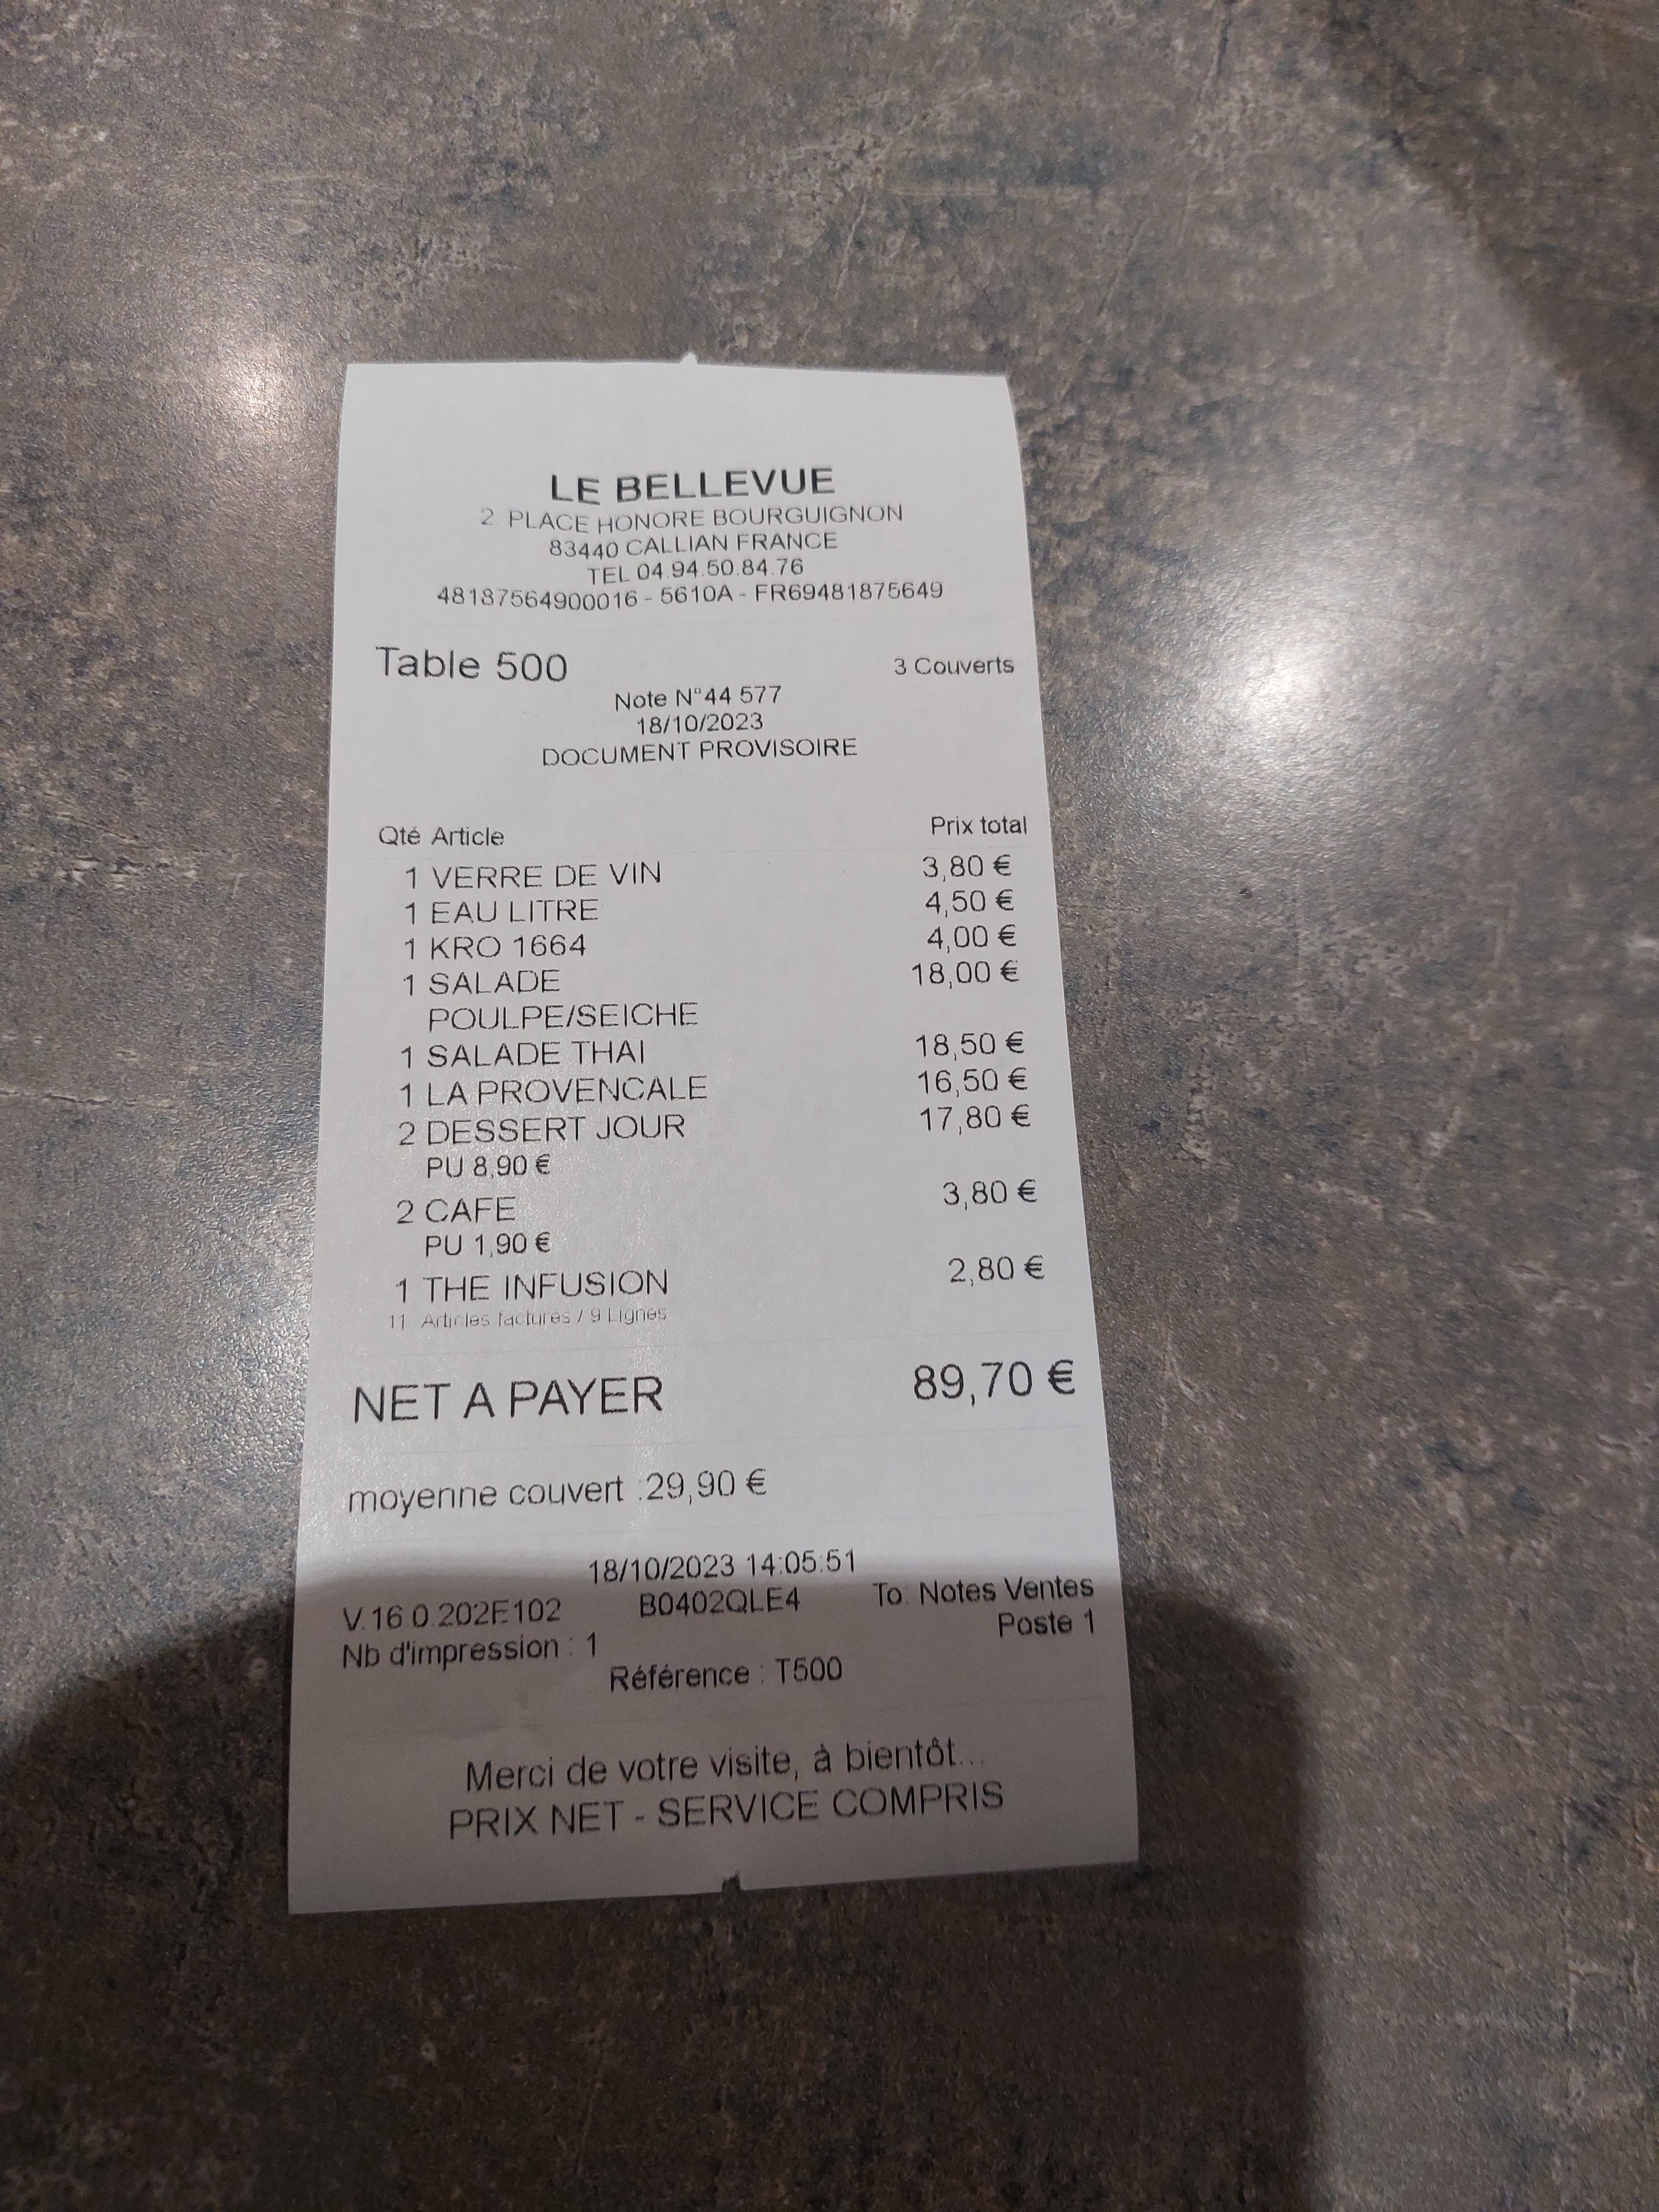 LE BELLEVUE
2 PLACE HONORE BOURGUIGNON
83440 CALLIAN FRANCE
TEL 04.94.50.84.76
48187564900016 - 5610A - FR69481875649
Table 500 3 Couverts
Note N°44 577
18/10/2023
DOCUMENT PROVISOIRE
Qté Article Prix total
1 VERRE DE VIN 3,80 €
1 EAU LITRE 4,50 €
1 KRO 1664 4,00 €
1 SALADE 18,00 €
POULPE/SEICHE
1 SALADE THAI 18,50 €
1 LA PROVENCALE 16,50 €
2 DESSERT JOUR 17,80 €
PU 8,90 €
2 CAFE 3,80 €
PU 1,90 €
1 THE INFUSION 2,80 €
11 Articles factures / 9 Lignes
NET A PAYER 89,70 €
moyenne couvert :29,90 €
18/10/2023 14:05:51
V.16.0.202E102 B0402QLE4 To. Notes Ventes
Nb d'impression : 1 Poste 1
Référence : T500
Merci de votre visite, à bientôt...
PRIX NET - SERVICE COMPRIS